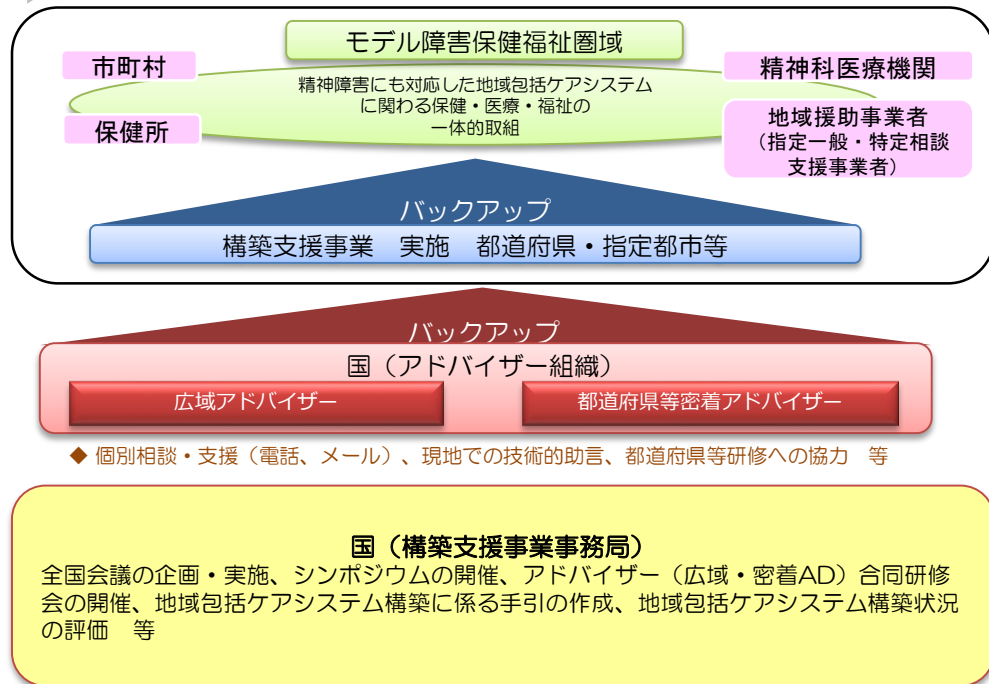 モデル障害保健福祉圏域
市町村
精神科医療機関
精神障害にも対応した地域包括ケアシステム
に関わる保健・医療・福祉の
一体的取組
保健所
地域援助事業者
（指定一般・特定相談
支援事業者）
バックアップ
構築支援事業　実施　都道府県・指定都市等
バックアップ
国（アドバイザー組織）
広域アドバイザー
都道府県等密着アドバイザー
◆ 個別相談・支援（電話、メール）、現地での技術的助言、都道府県等研修への協力　等
国（構築支援事業事務局）
全国会議の企画・実施、シンポジウムの開催、アドバイザー（広域・密着AD）合同研修
会の開催、地域包括ケアシステム構築に係る手引の作成、地域包括ケアシステム構築状況
の評価　等